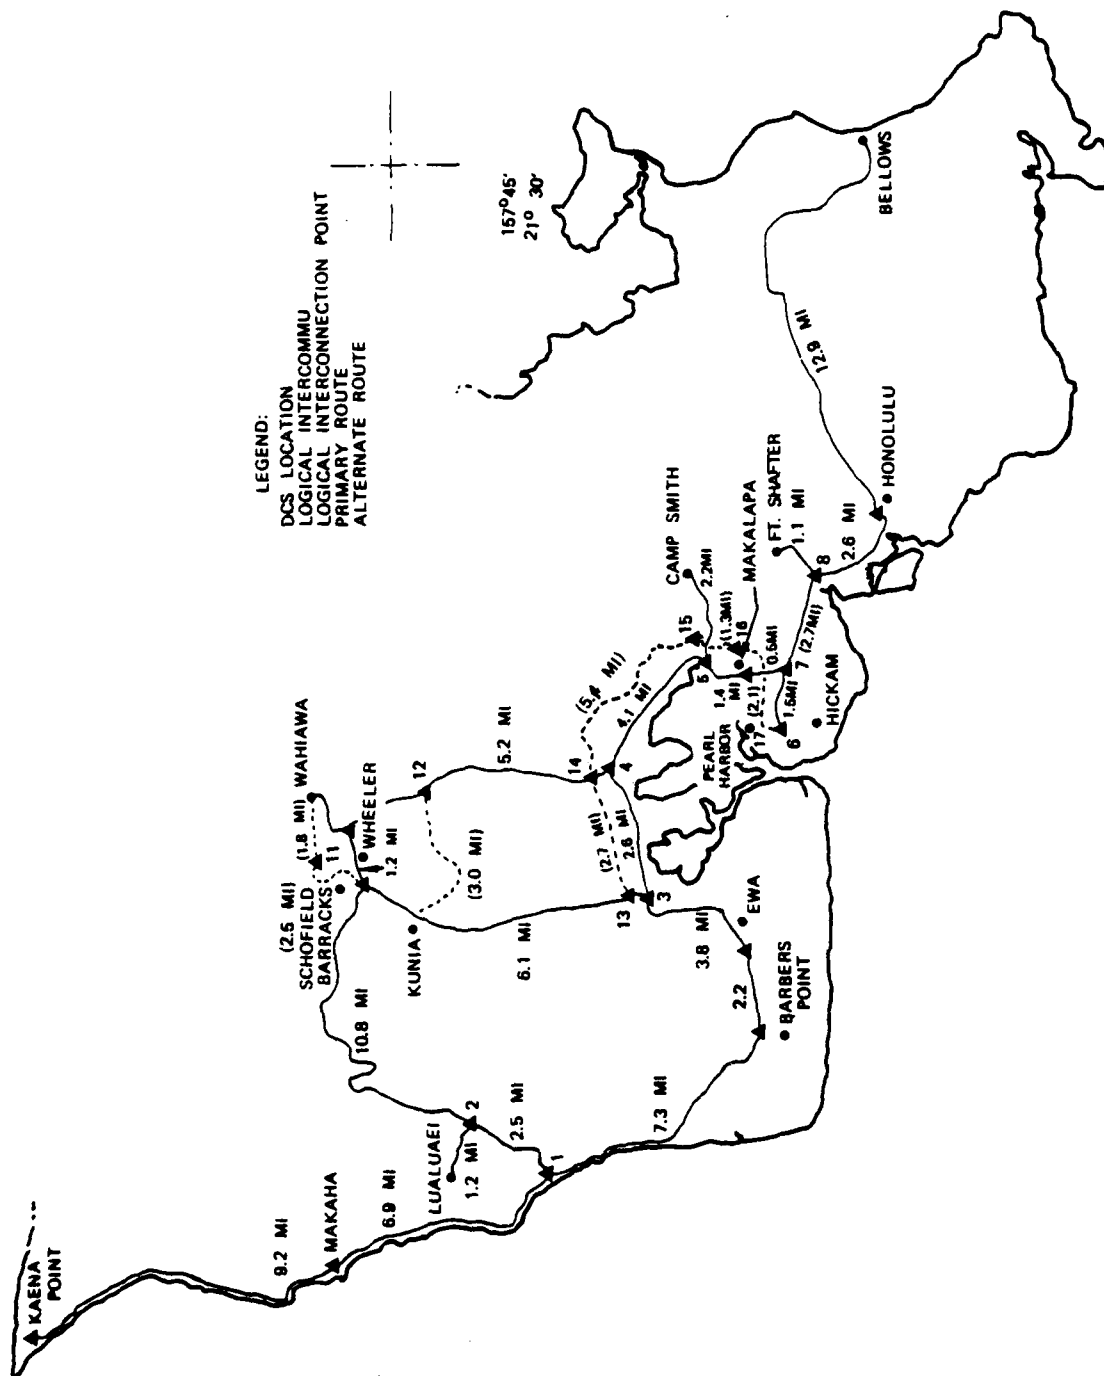 LEGEND:
DCS LOCATION
LOGICAL INTERCOMMU
LOGICAL INTERCONNECTION POINT
PRIMARY ROUTE
ALTERNATE ROUTE
157°45'
21° 30'
KAENA
POINT
9.2 MI
MAKAHA
6.9 MI
LUALUAEI
1.2 MI
2
2.5 MI
1
10.8 MI
7.3 MI
(2.5 MI)
SCHOFIELD
BARRACKS
(1.8 MI)
WAHIAWA
11
WHEELER
1.2 MI
KUNIA
12
(3.0 MI)
6.1 MI
5.2 MI
13
3
(2.7 MI)
2.6 MI
14
4
3.8 MI
EWA
2.2
BARBERS
POINT
(5.4 MI)
4.1 MI
15
CAMP SMITH
2.2MI
5
(1.3MI)
16
MAKALAPA
1.4
MI
0.6MI
PEARL
HARBOR
17
(2.1)
1.6MI
6
7
HICKAM
(2.7MI)
8
FT. SHAFTER
1.1 MI
2.6 MI
HONOLULU
12.9 MI
BELLOWS